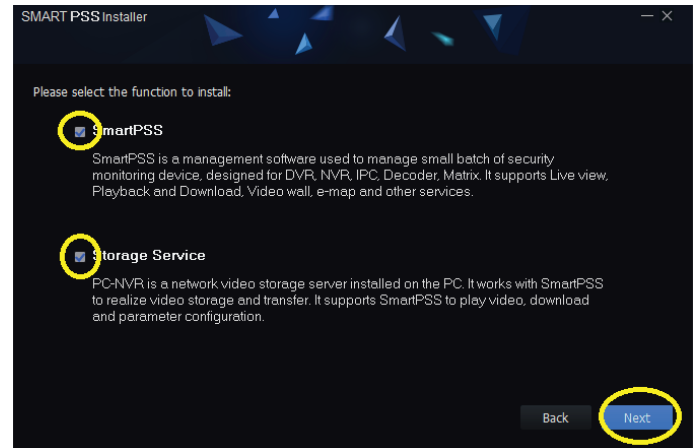 SMART PSS Installer
Please select the function to install:
SmartPSS
SmartPSS is a management software used to manage small batch of security
monitoring device, designed for DVR, NVR, IPC, Decoder, Matrix. It supports Live view,
Playback and Download, Video wall, e-map and other services.
Storage Service
PC-NVR is a network video storage server installed on the PC. It works with SmartPSS
to realize video storage and transfer. It supports SmartPSS to play video, download
and parameter configuration.
Back Next